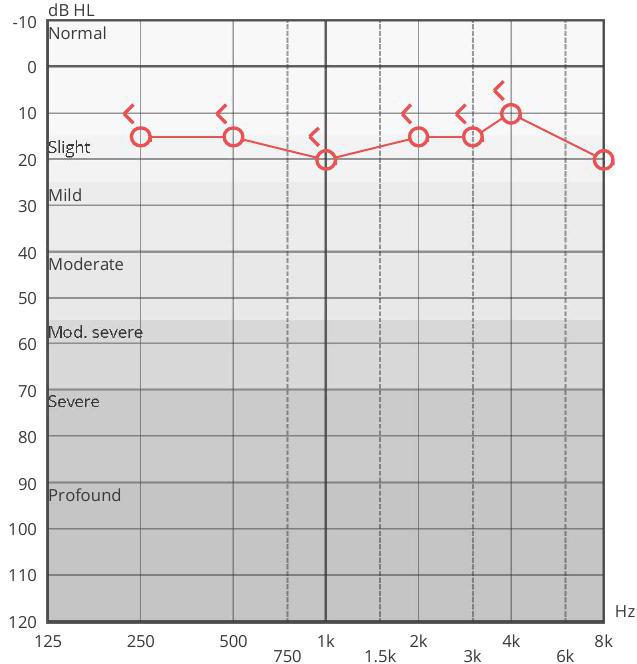 dB HL
-10
Normal
0
10
Slight
20
Mild
30
40
Moderate
50
Mod. severe
60
70
Severe
80
90
Profound
100
110
120
Hz
125 250 500 1k 2k 4k 8k
750 1.5k 3k 6k